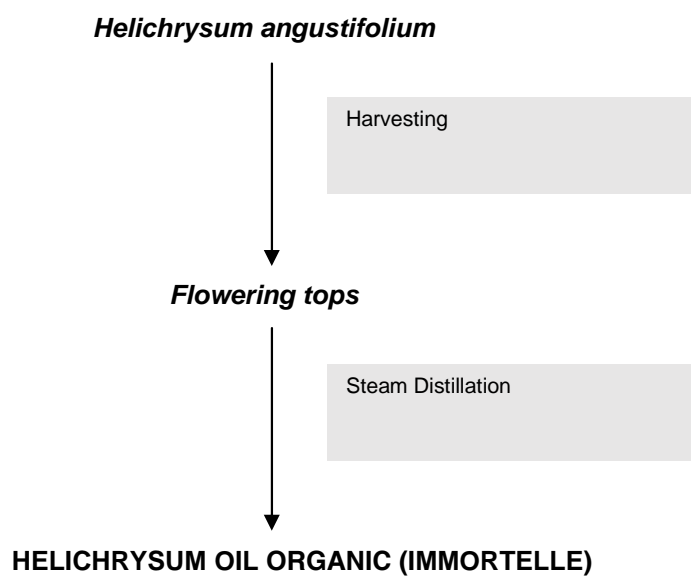 Helichrysum angustifolium
Harvesting
Flowering tops
Steam Distillation
HELICHRYSUM OIL ORGANIC (IMMORTELLE)